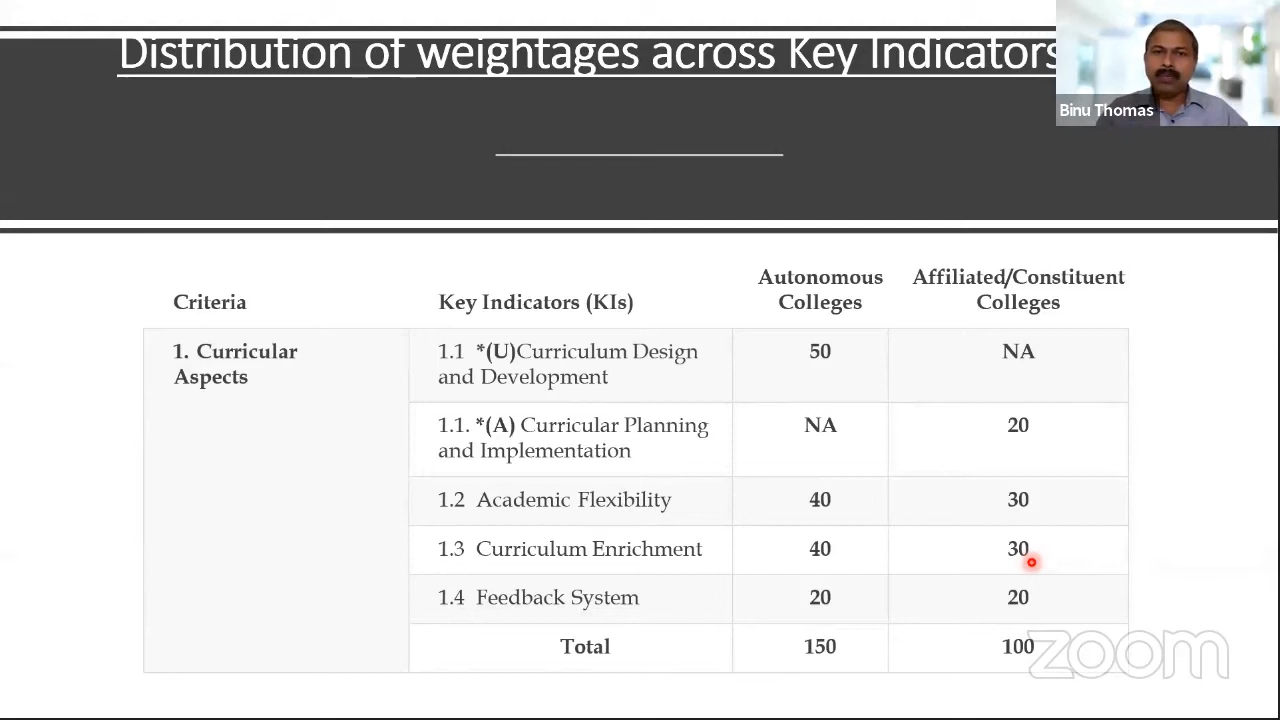 Distribution of weightages across Key Indicators
Binu Thomas
Autonomous Affiliated/Constituent
Criteria Key Indicators (KIs) Colleges Colleges
1. Curricular 1.1 *(U)Curriculum Design 50 NA
Aspects and Development
1.1. *(A) Curricular Planning NA 20
and Implementation
1.2 Academic Flexibility 40 30
1.3 Curriculum Enrichment 40 30
1.4 Feedback System 20 20
Total 150 100
zoom